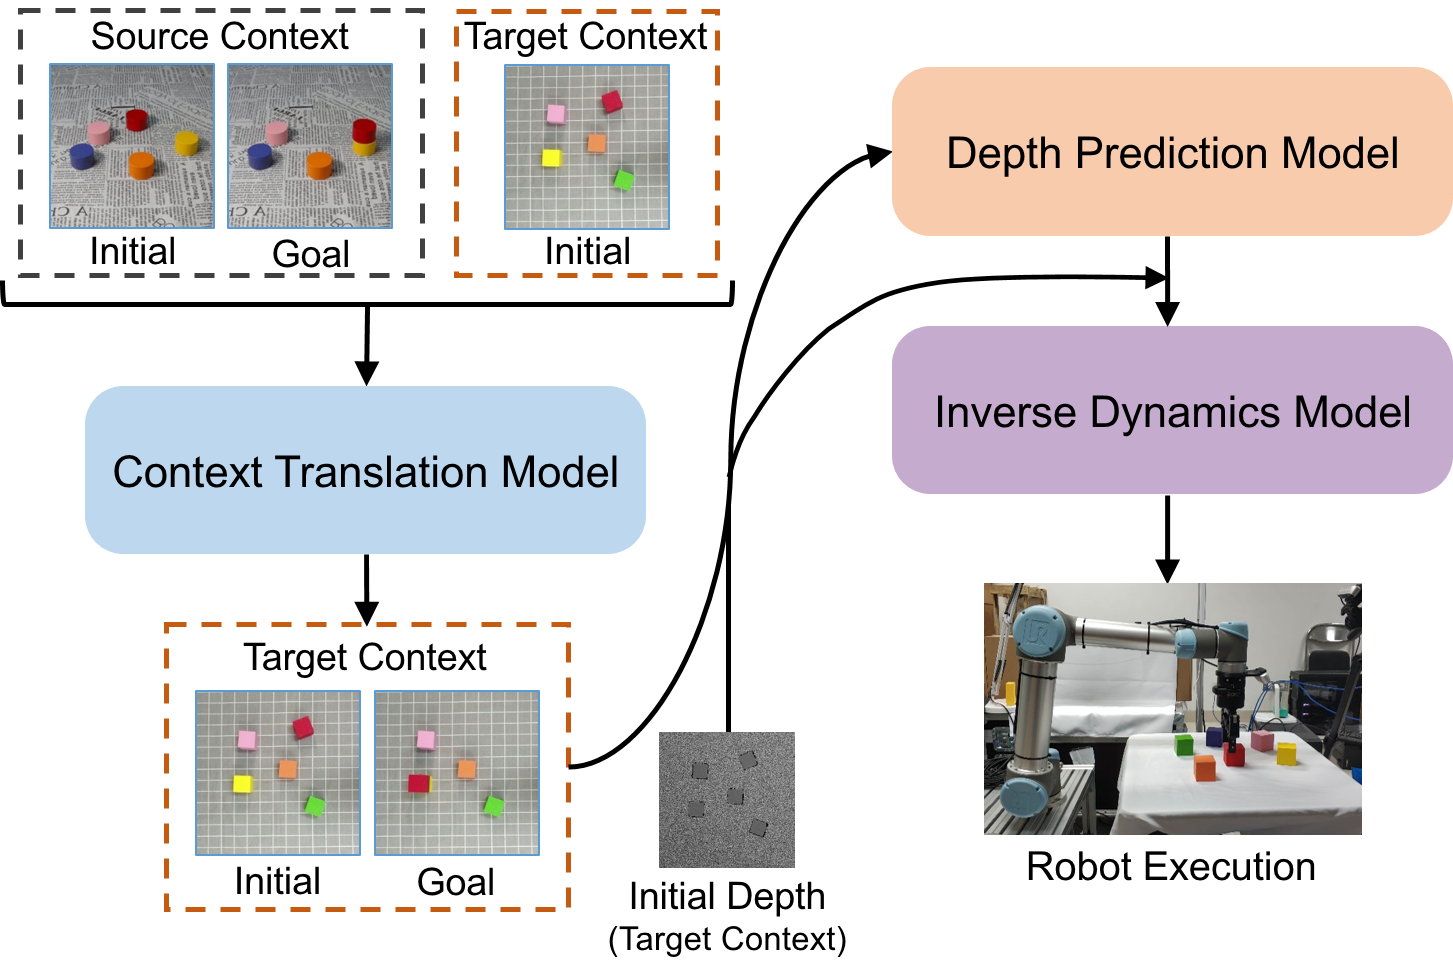 Source Context
Initial
Goal
Target Context
Initial
Context Translation Model
Target Context
Initial
Goal
Initial Depth
(Target Context)
Depth Prediction Model
Inverse Dynamics Model
Robot Execution